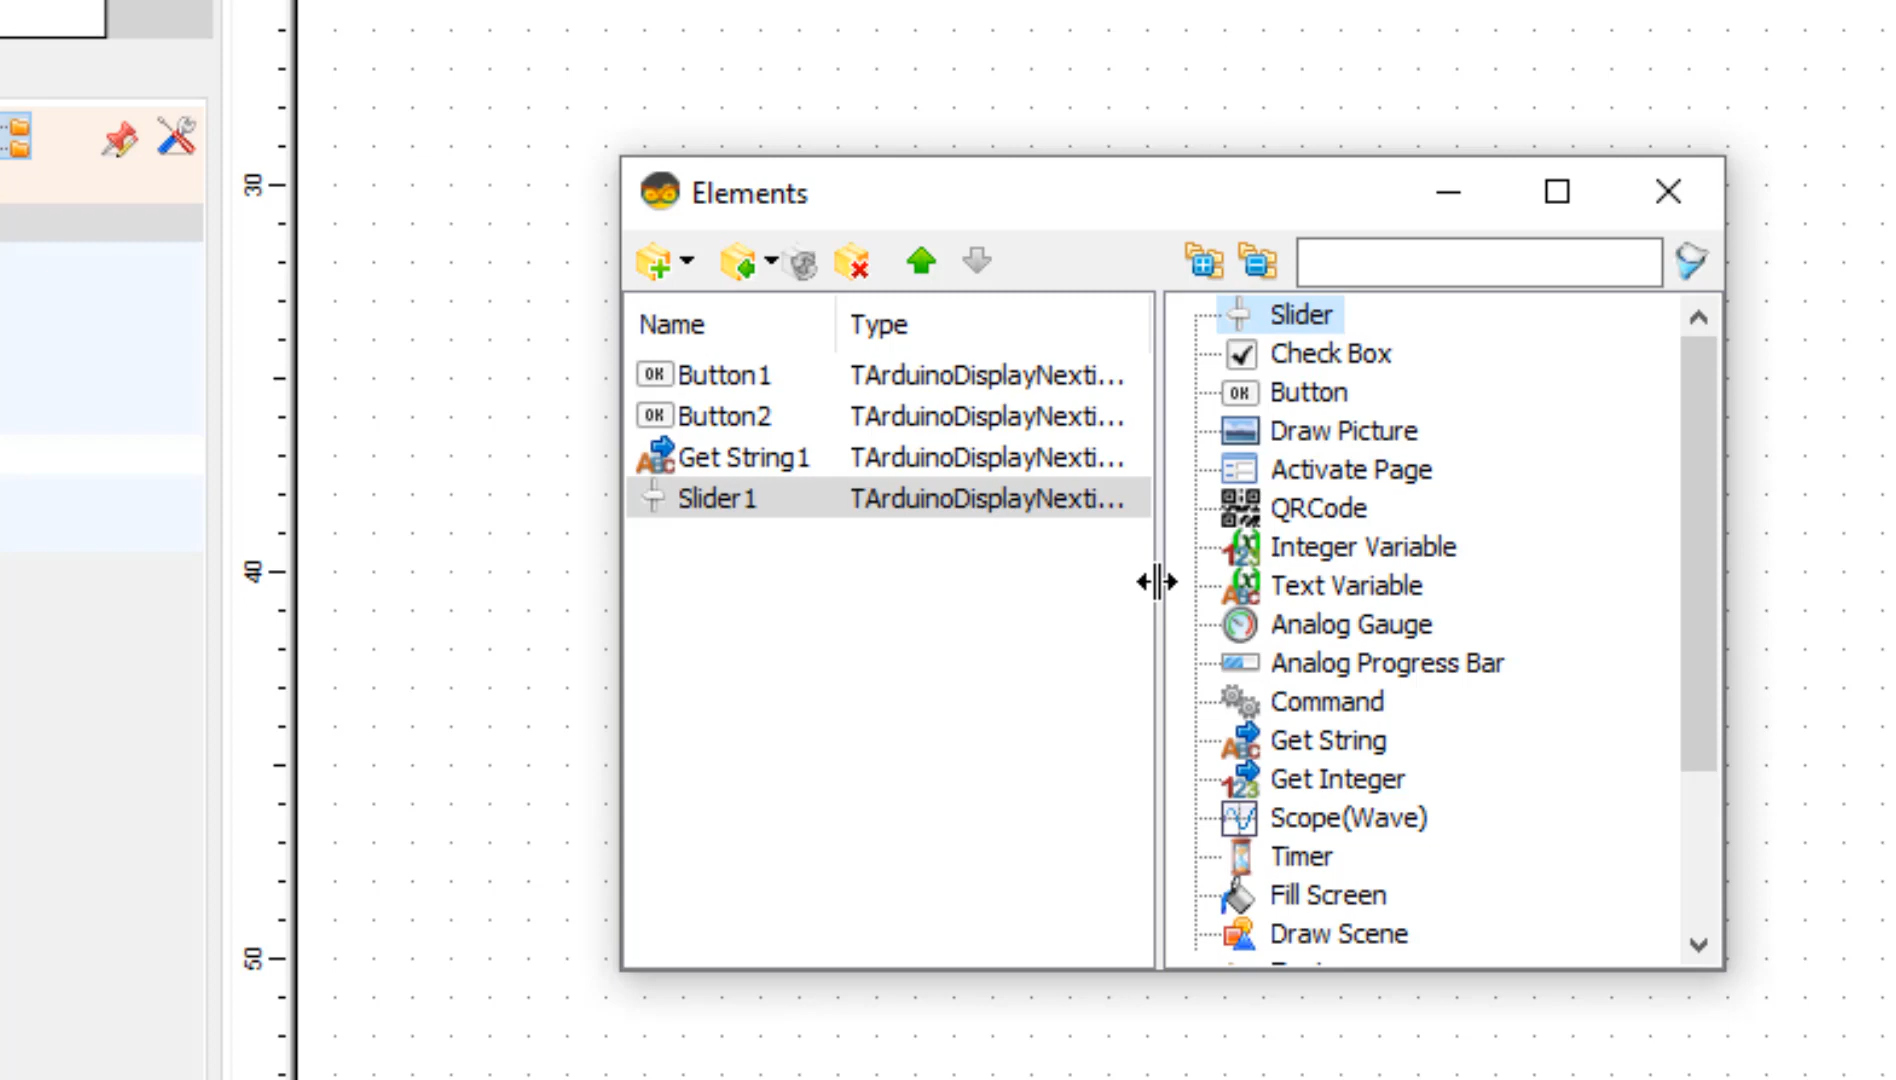 Elements
Name Type
Button1 TArduinoDisplayNexti...
Button2 TArduinoDisplayNexti...
Get String1 TArduinoDisplayNexti...
Slider1 TArduinoDisplayNexti...
Slider
Check Box
Button
Draw Picture
Activate Page
QRCode
Integer Variable
Text Variable
Analog Gauge
Analog Progress Bar
Command
Get String
Get Integer
Scope(Wave)
Timer
Fill Screen
Draw Scene
30
40
50